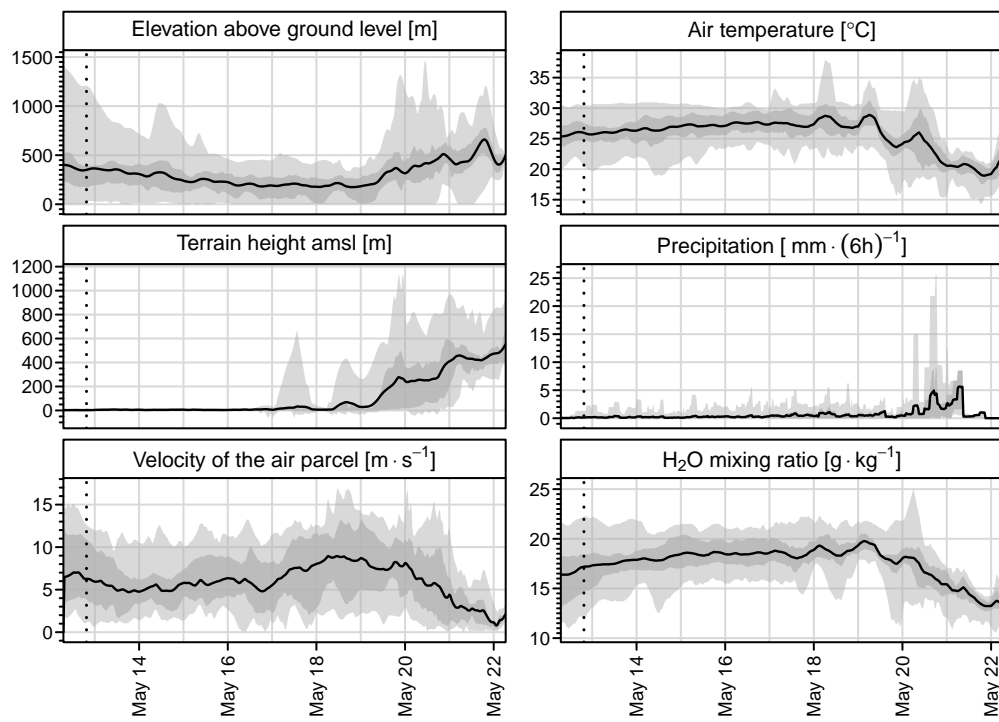 Elevation above ground level [m]
1500
1000
500
0
Air temperature [°C]
35
30
25
20
15
Terrain height amsl [m]
1200
1000
800
600
400
200
0
Precipitation [ mm · (6h)⁻¹]
25
20
15
10
5
0
Velocity of the air parcel [m · s⁻¹]
15
10
5
0
May 14
May 16
May 18
May 20
May 22
H₂O mixing ratio [g · kg⁻¹]
25
20
15
10
May 14
May 16
May 18
May 20
May 22